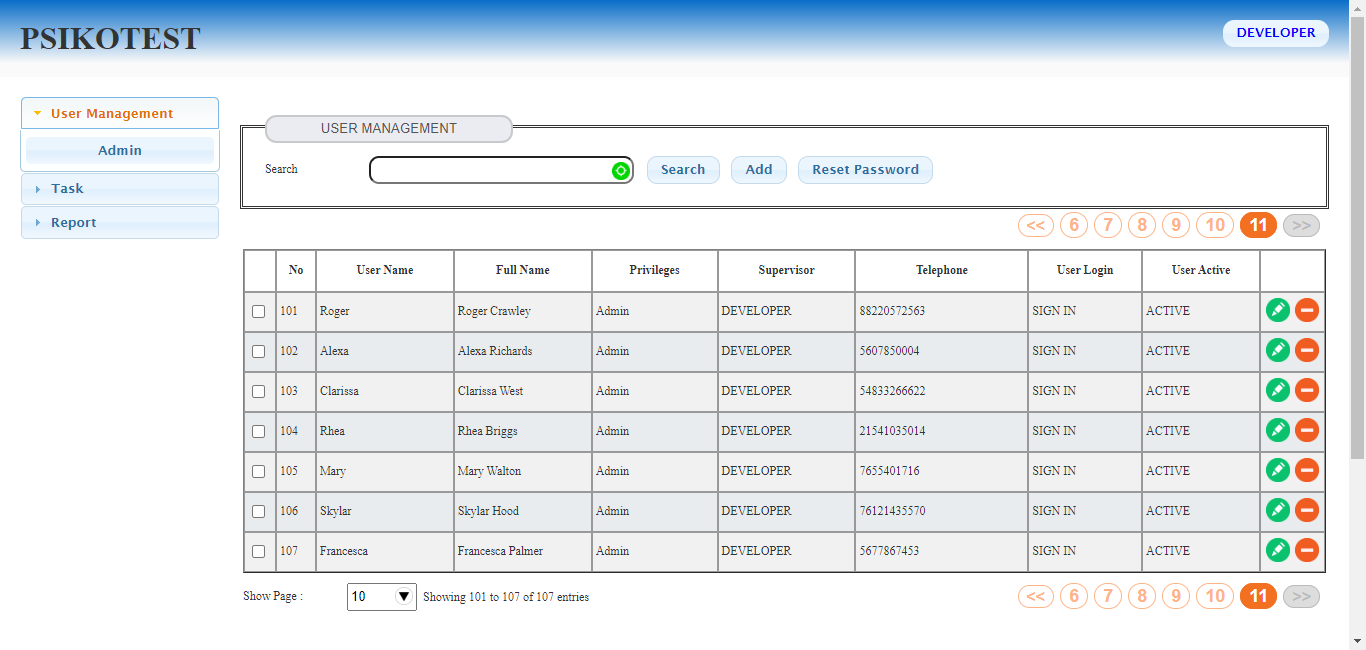 PSIKOTEST
DEVELOPER
User Management
Admin
Task
Report
USER MANAGEMENT
Search Search Add Reset Password
<< 6 7 8 9 10 11 >>
No User Name Full Name Privileges Supervisor Telephone User Login User Active
101 Roger Roger Crawley Admin DEVELOPER 88220572563 SIGN IN ACTIVE
102 Alexa Alexa Richards Admin DEVELOPER 5607850004 SIGN IN ACTIVE
103 Clarissa Clarissa West Admin DEVELOPER 54833266622 SIGN IN ACTIVE
104 Rhea Rhea Briggs Admin DEVELOPER 21541035014 SIGN IN ACTIVE
105 Mary Mary Walton Admin DEVELOPER 7655401716 SIGN IN ACTIVE
106 Skylar Skylar Hood Admin DEVELOPER 76121435570 SIGN IN ACTIVE
107 Francesca Francesca Palmer Admin DEVELOPER 5677867453 SIGN IN ACTIVE
Show Page : 10 Showing 101 to 107 of 107 entries
<< 6 7 8 9 10 11 >>